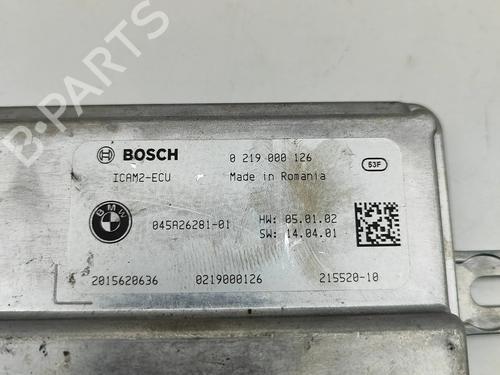 B-PARTS
BOSCH 0 219 000 126 53F
ICAM2-ECU Made in Romania
BMW 045A26281-01 HW: 05.01.02
SW: 14.04.01
2015620636 0219000126 215520-10